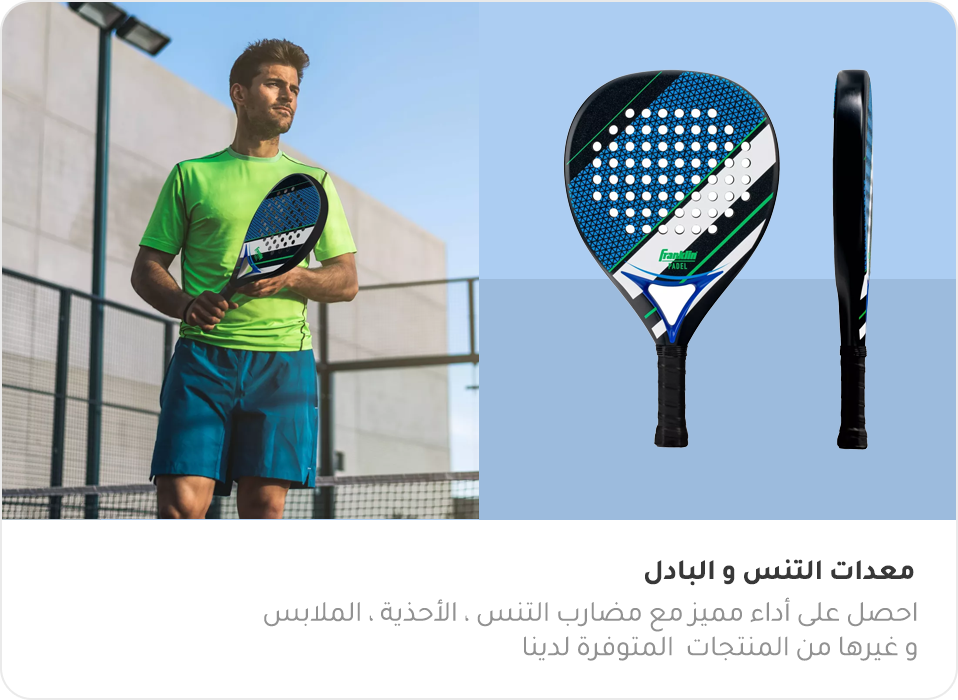 Franklin
PADEL
معدات التنس و البادل
احصل على أداء مميز مع مضارب التنس ، الأحذية ، الملابس
و غيرها من المنتجات المتوفرة لدينا